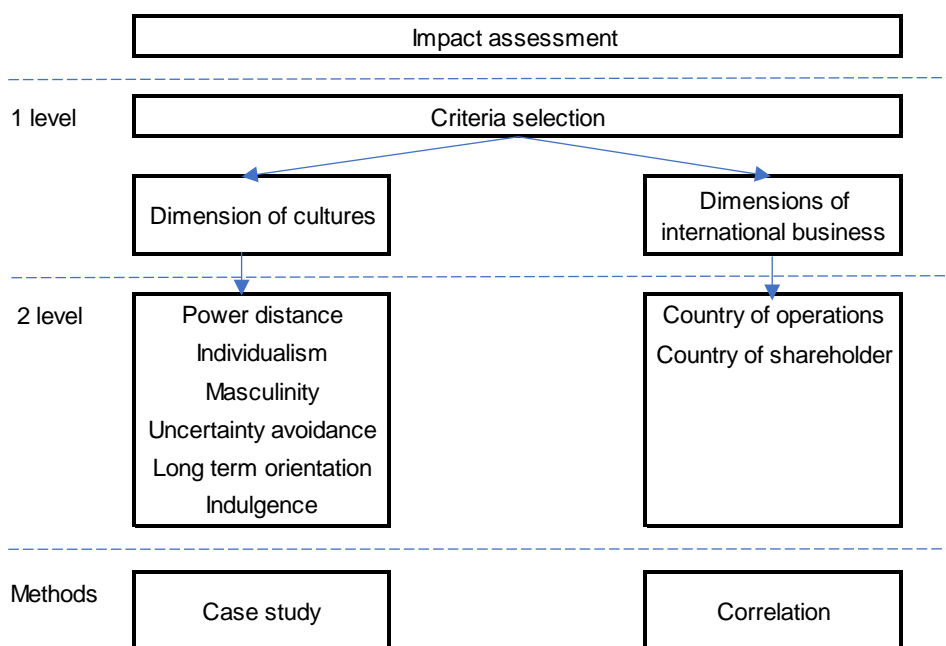 Impact assessment
1 level
Criteria selection
Dimension of cultures
Dimensions of
international business
2 level
Power distance
Individualism
Masculinity
Uncertainty avoidance
Long term orientation
Indulgence
Country of operations
Country of shareholder
Methods
Case study
Correlation